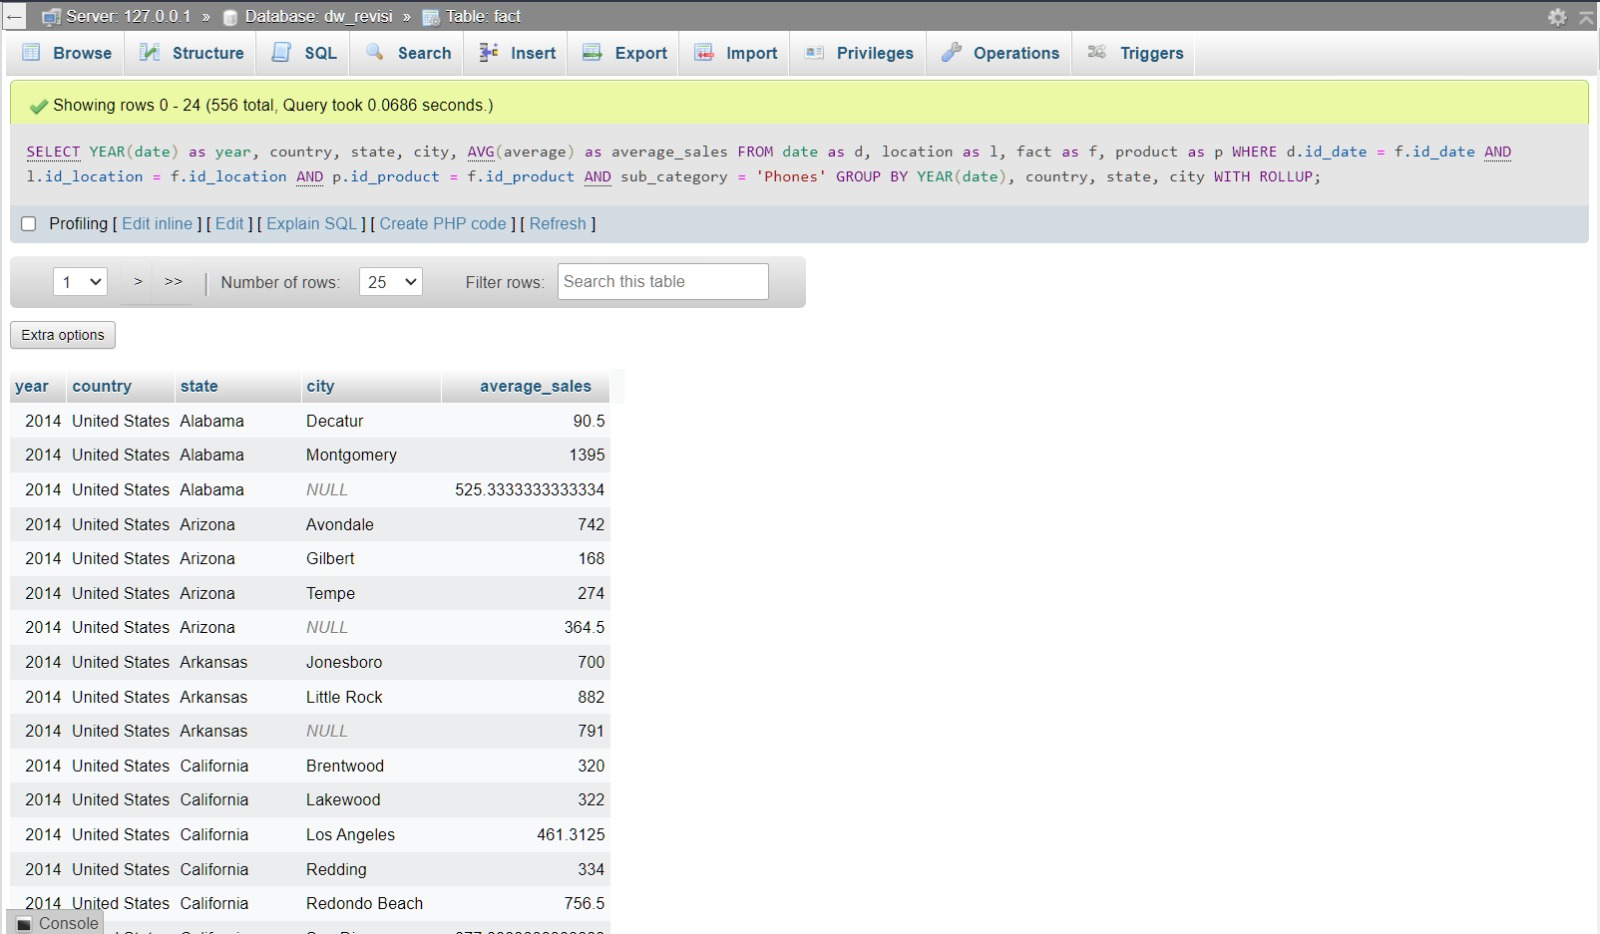 Server: 127.0.0.1 » Database: dw_revisi » Table: fact
Browse Structure SQL Search Insert Export Import Privileges Operations Triggers
Showing rows 0 - 24 (556 total, Query took 0.0686 seconds.)
SELECT YEAR(date) as year, country, state, city, AVG(average) as average_sales FROM date as d, location as l, fact as f, product as p WHERE d.id_date = f.id_date AND
l.id_location = f.id_location AND p.id_product = f.id_product AND sub_category = 'Phones' GROUP BY YEAR(date), country, state, city WITH ROLLUP;
Profiling [ Edit inline ] [ Edit ] [ Explain SQL ] [ Create PHP code ] [ Refresh ]
1 > >> | Number of rows: 25 Filter rows: Search this table
Extra options
year country state city average_sales
2014 United States Alabama Decatur 90.5
2014 United States Alabama Montgomery 1395
2014 United States Alabama NULL 525.3333333333334
2014 United States Arizona Avondale 742
2014 United States Arizona Gilbert 168
2014 United States Arizona Tempe 274
2014 United States Arizona NULL 364.5
2014 United States Arkansas Jonesboro 700
2014 United States Arkansas Little Rock 882
2014 United States Arkansas NULL 791
2014 United States California Brentwood 320
2014 United States California Lakewood 322
2014 United States California Los Angeles 461.3125
2014 United States California Redding 334
2014 United States California Redondo Beach 756.5
Console